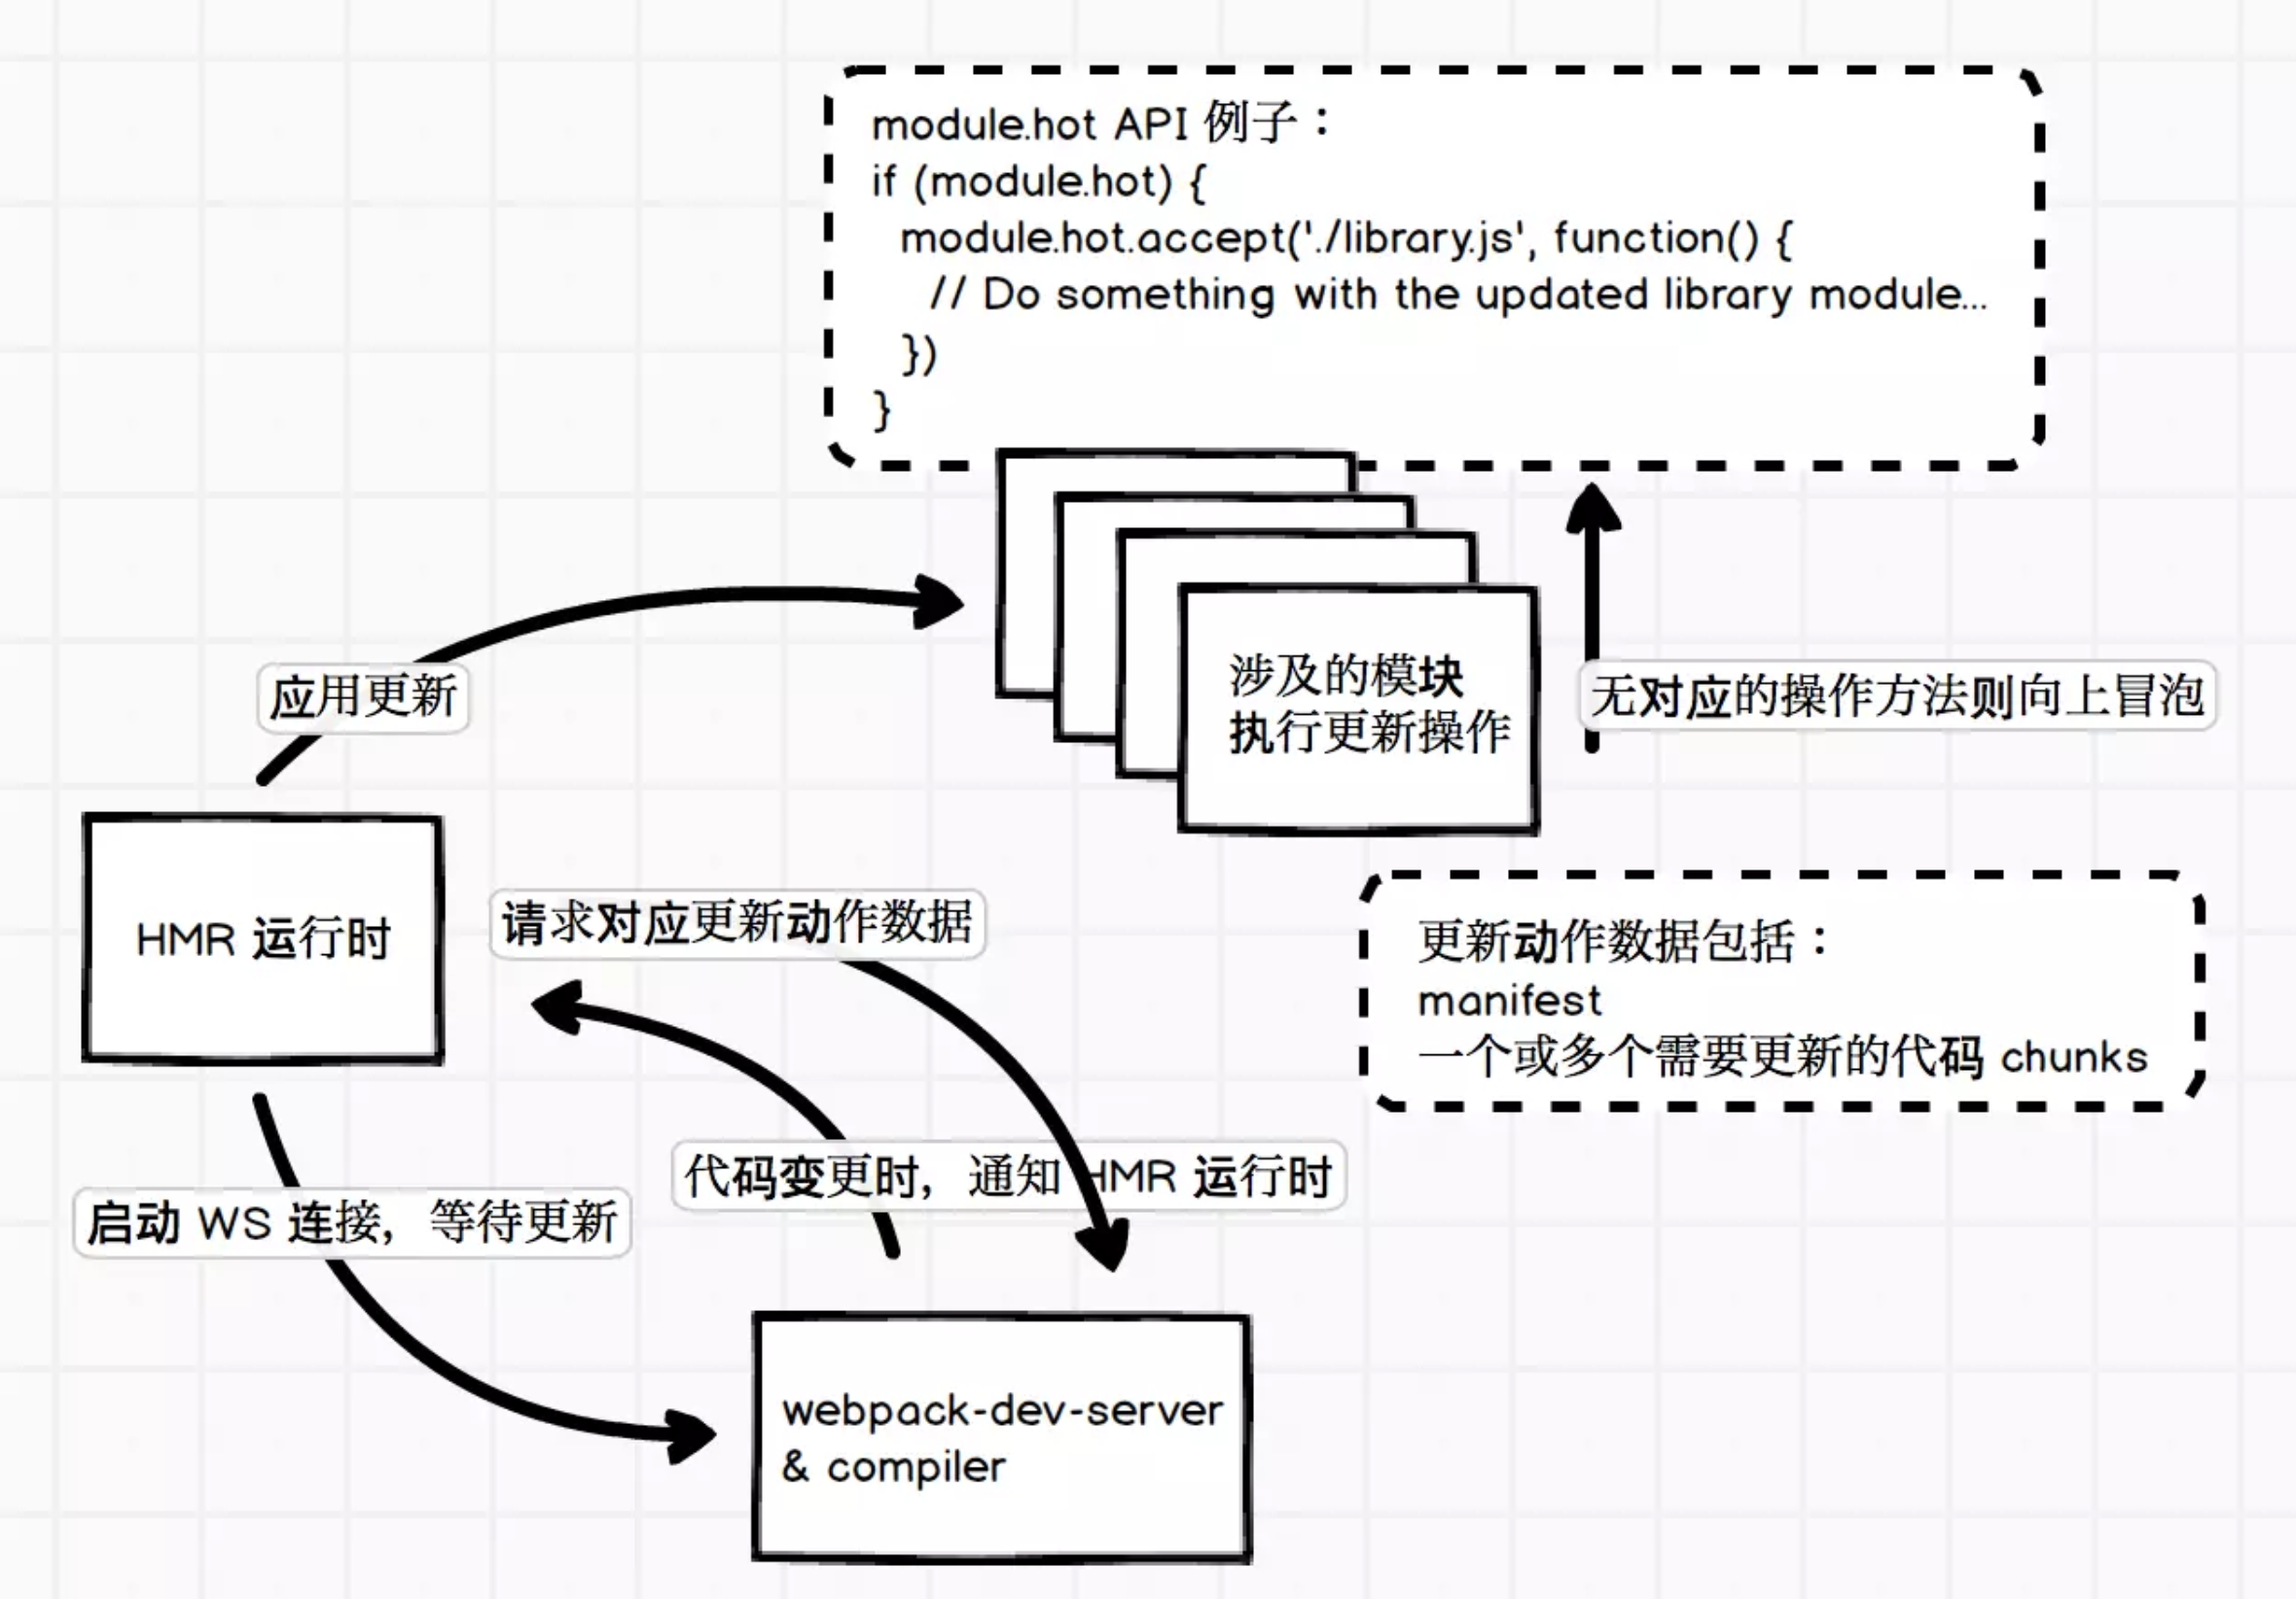 module.hot API 例子：
if (module.hot) {
module.hot.accept('./library.js', function() {
// Do something with the updated library module...
})
}
应用更新
涉及的模块
执行更新操作
无对应的操作方法则向上冒泡
HMR 运行时
请求对应更新动作数据
更新动作数据包括：
manifest
一个或多个需要更新的代码 chunks
代码变更时，通知 HMR 运行时
启动 WS 连接，等待更新
webpack-dev-server
& compiler